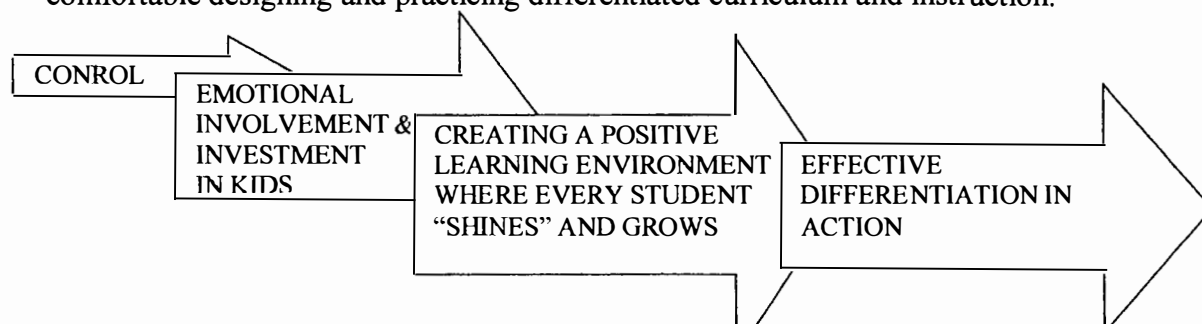 comfortable designing and practicing differentiated curriculum and instruction.
CONROL
EMOTIONAL
INVOLVEMENT &
INVESTMENT
IN KIDS
CREATING A POSITIVE
LEARNING ENVIRONMENT
WHERE EVERY STUDENT
“SHINES” AND GROWS
EFFECTIVE
DIFFERENTIATION IN
ACTION